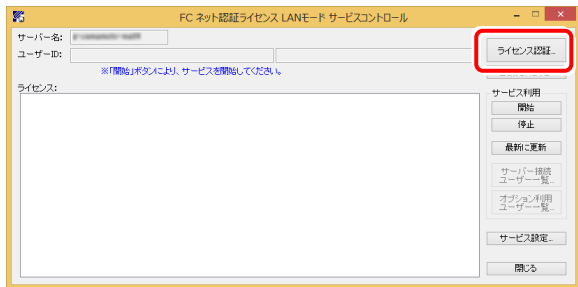 FC ネット認証ライセンス LANモード サービスコントロール
サーバー名:
ライセンス認証...
ユーザーID:
※「開始」ボタンにより、サービスを開始してください。
ライセンス:
サービス利用
開始
停止
最新に更新
サーバー接続
ユーザー一覧...
オプション利用
ユーザー一覧...
サービス設定...
閉じる